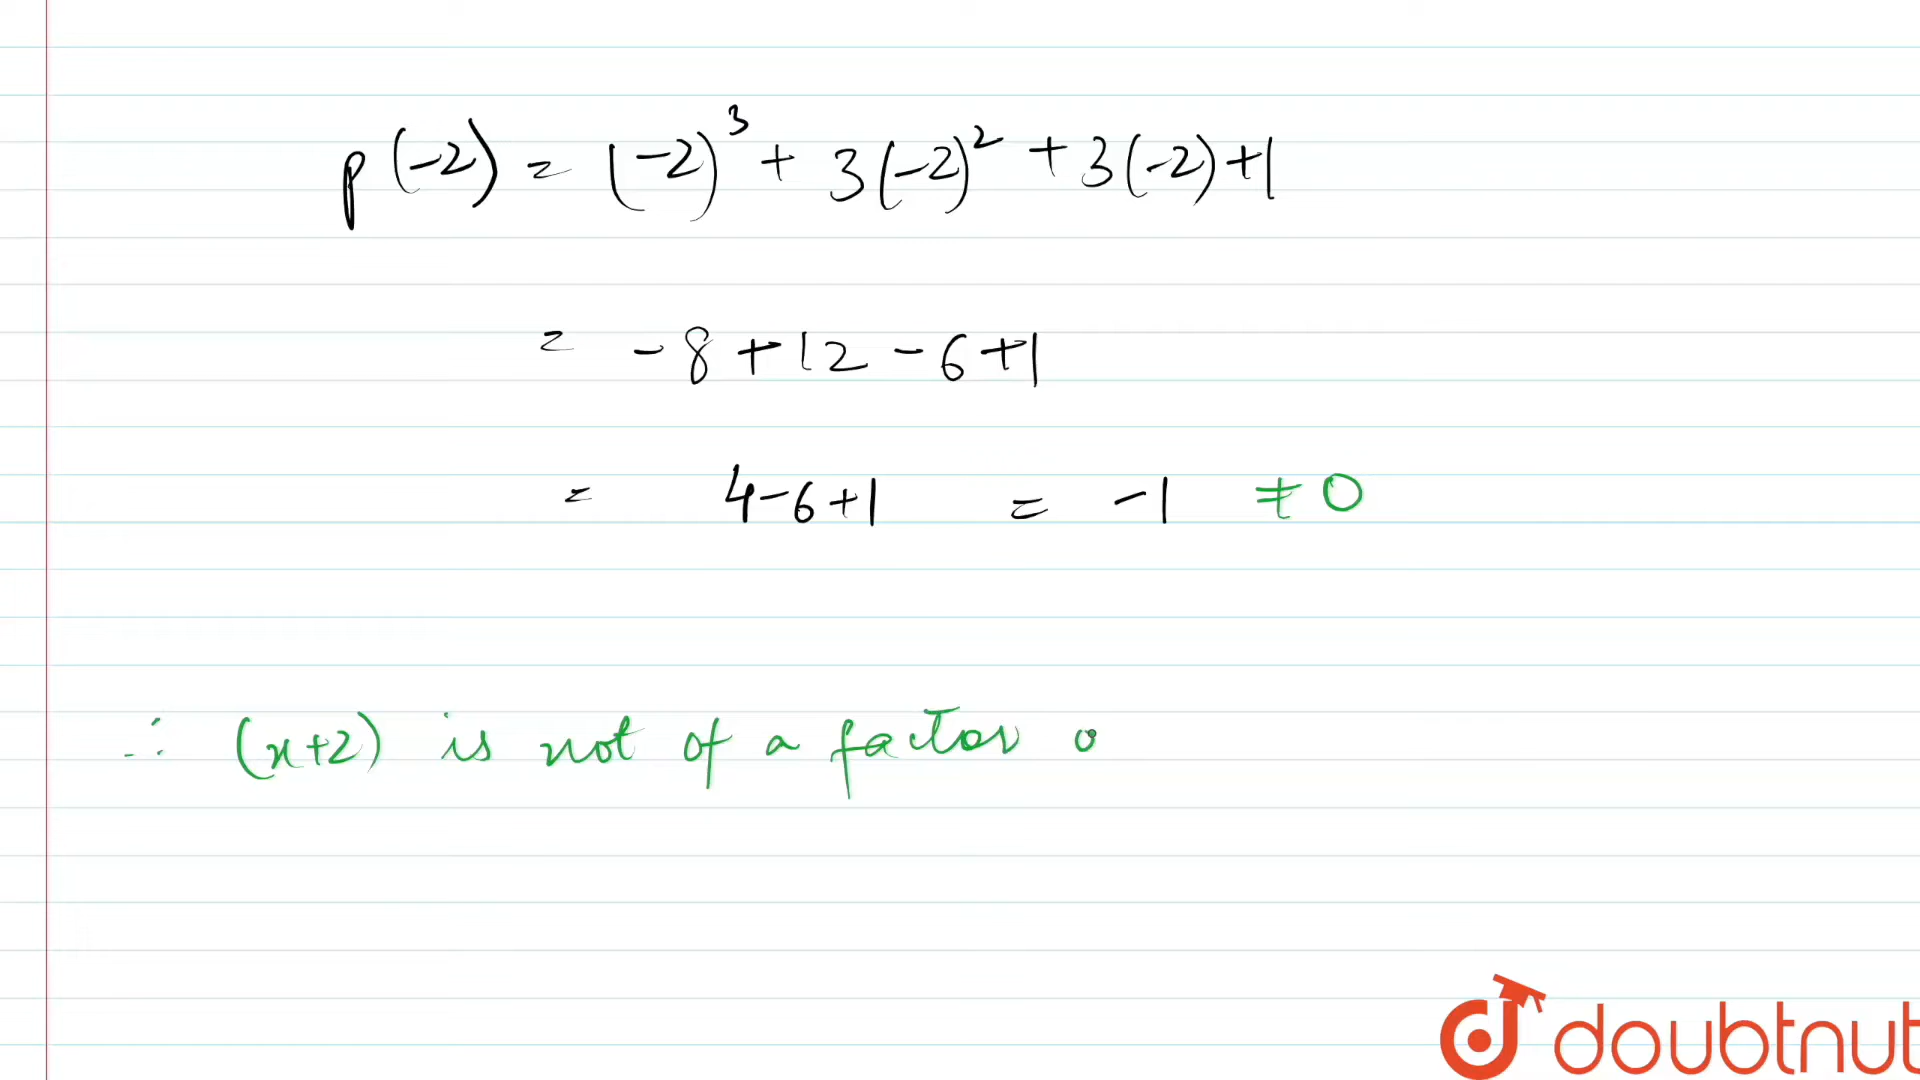 p(-2) = (-2)³ + 3(-2)² + 3(-2)+1
= -8+12-6+1
= 4-6+1 = -1 ≠ 0
∴ (x+2) is not of a factor o
doubtnut